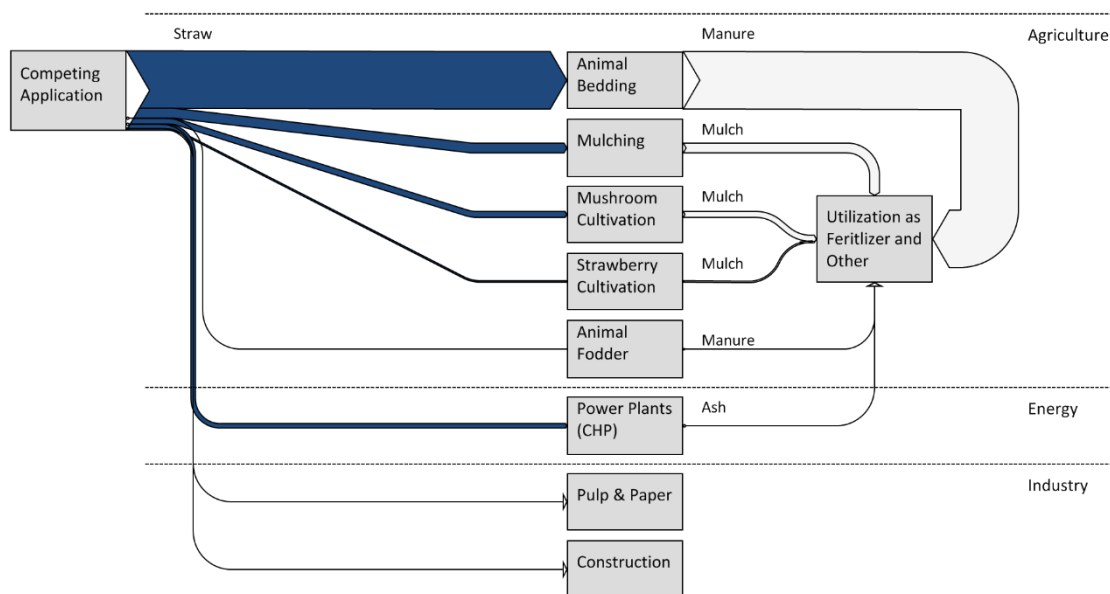 Straw
Manure
Agriculture
Competing
Application
Animal
Bedding
Mulching
Mulch
Mushroom
Cultivation
Mulch
Utilization as
Feritlizer and
Other
Strawberry
Cultivation
Mulch
Animal
Fodder
Manure
Power Plants
(CHP)
Ash
Energy
Pulp & Paper
Industry
Construction